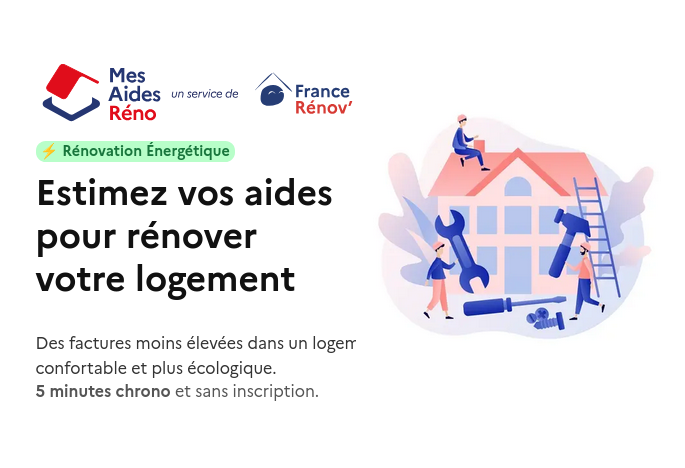 Mes
Aides
Réno
un service de
France
Rénov’
⚡ Rénovation Énergétique
Estimez vos aides
pour rénover
votre logement
Des factures moins élevées dans un logem
confortable et plus écologique.
5 minutes chrono et sans inscription.